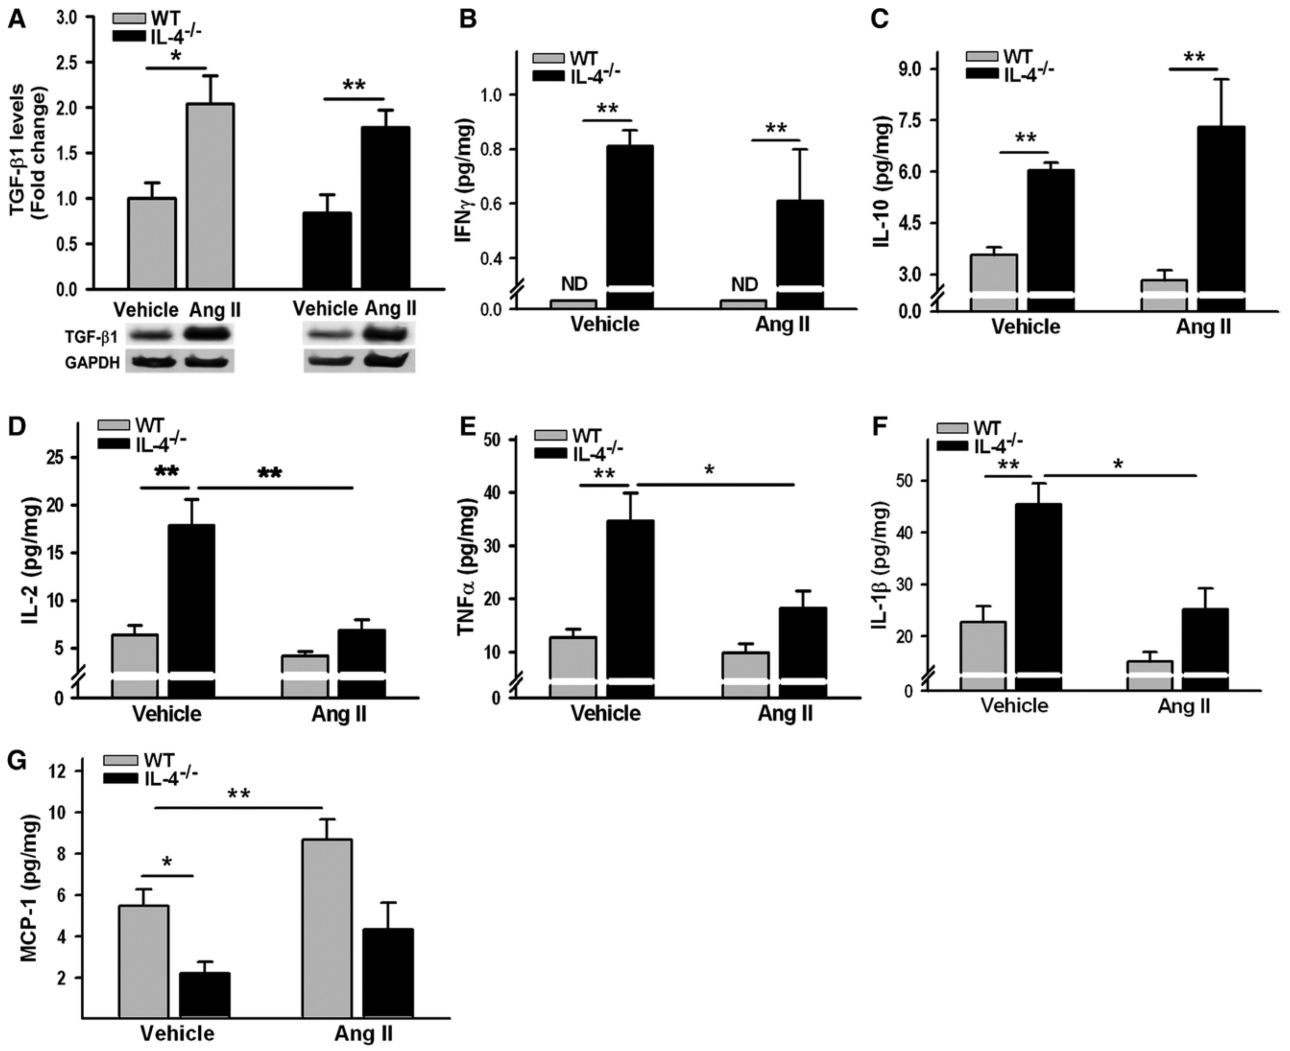 A
3.0
2.5
2.0
1.5
1.0
0.5
0.0
TGF-β1 levels
(Fold change)
WT
IL-4-/-
*
**
Vehicle Ang II
Vehicle Ang II
TGF-β1
GAPDH
B
WT
IL-4-/-
IFNγ (pg/mg)
1.0
0.8
0.6
0.4
0.0
**
**
ND
ND
Vehicle
Ang II
C
WT
IL-4-/-
IL-10 (pg/mg)
9.0
7.5
6.0
4.5
3.0
0.0
**
**
Vehicle
Ang II
D
WT
IL-4-/-
IL-2 (pg/mg)
25
20
15
10
5
0
**
**
Vehicle
Ang II
E
WT
IL-4-/-
TNFα (pg/mg)
50
40
30
20
10
0
**
*
Vehicle
Ang II
F
WT
IL-4-/-
IL-1β (pg/mg)
50
40
30
20
0
**
*
Vehicle
Ang II
G
WT
IL-4-/-
MCP-1 (pg/mg)
12
10
8
6
4
2
**
*
Vehicle
Ang II